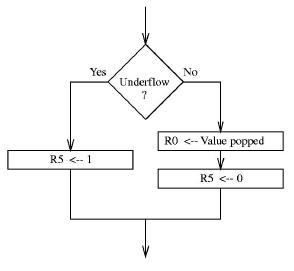 Yes
No
Underflow
?
R0 <-- Value popped
R5 <-- 1
R5 <-- 0